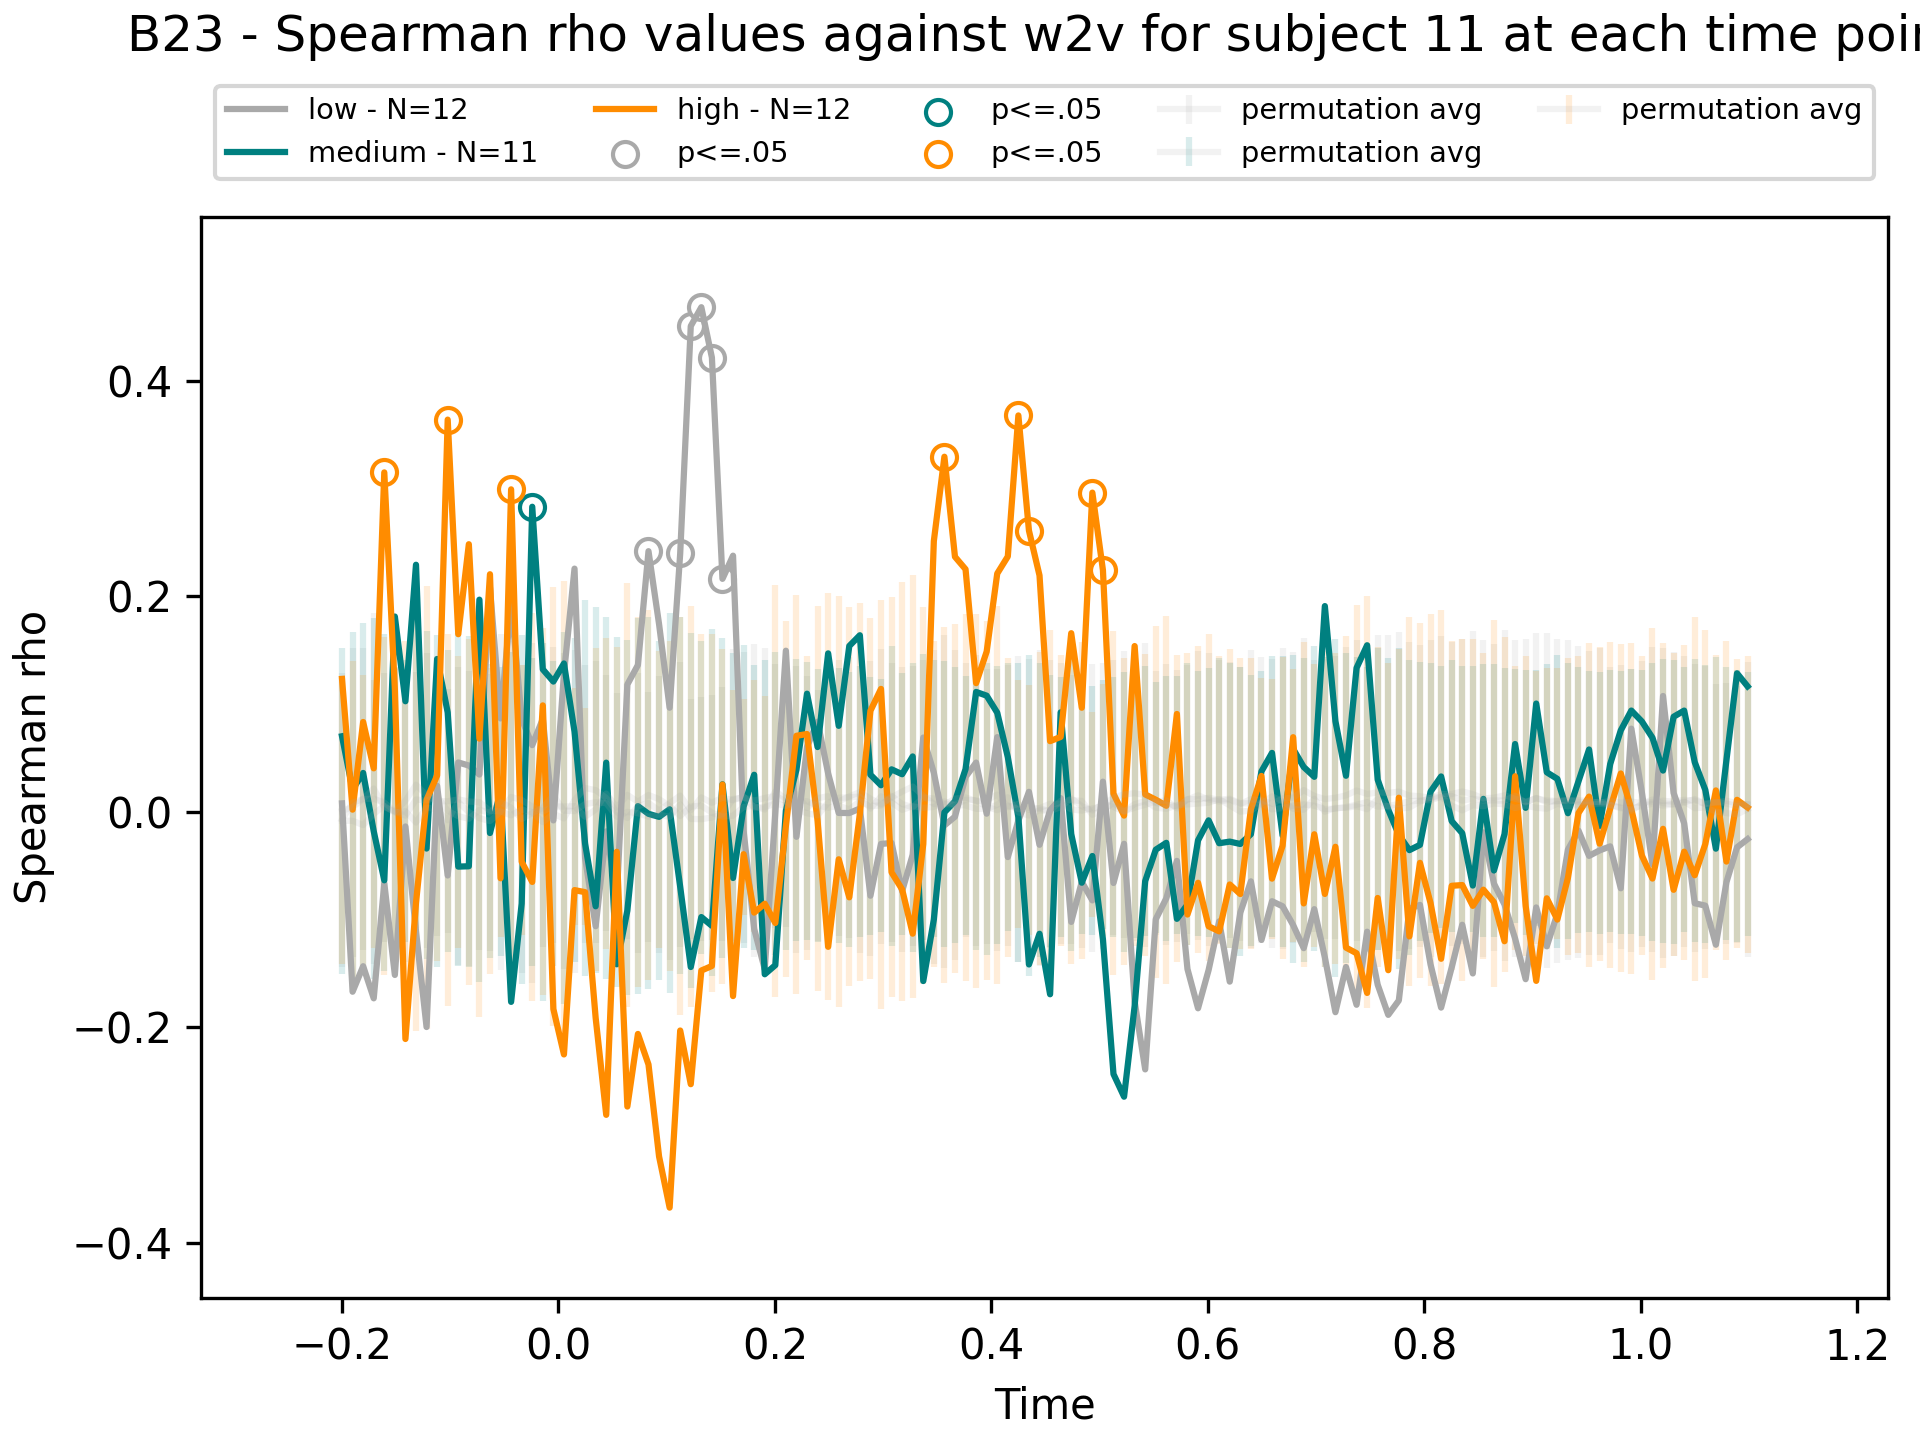 B23 - Spearman rho values against w2v for subject 11 at each time poi
low - N=12 high - N=12 p<=.05 permutation avg permutation avg
medium - N=11 p<=.05 p<=.05 permutation avg
Spearman rho
0.4
0.2
0.0
−0.2
−0.4
−0.2 0.0 0.2 0.4 0.6 0.8 1.0 1.2
Time